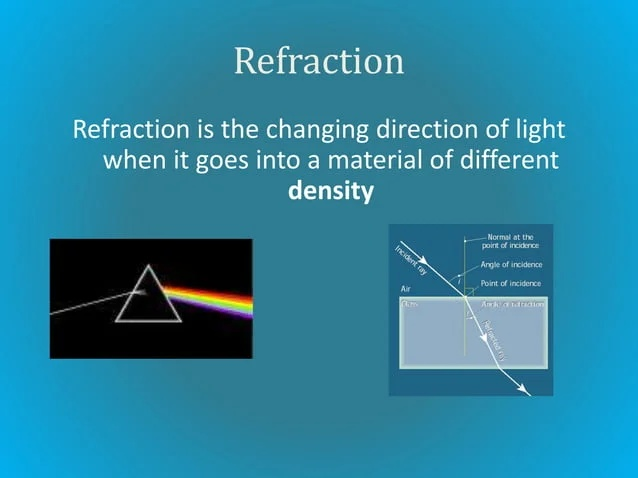 Refraction
Refraction is the changing direction of light
when it goes into a material of different
density
Normal at the
point of incidence
Incident ray
Angle of incidence
i
Point of incidence
Air
Glass
Angle of refraction
Refracted ray